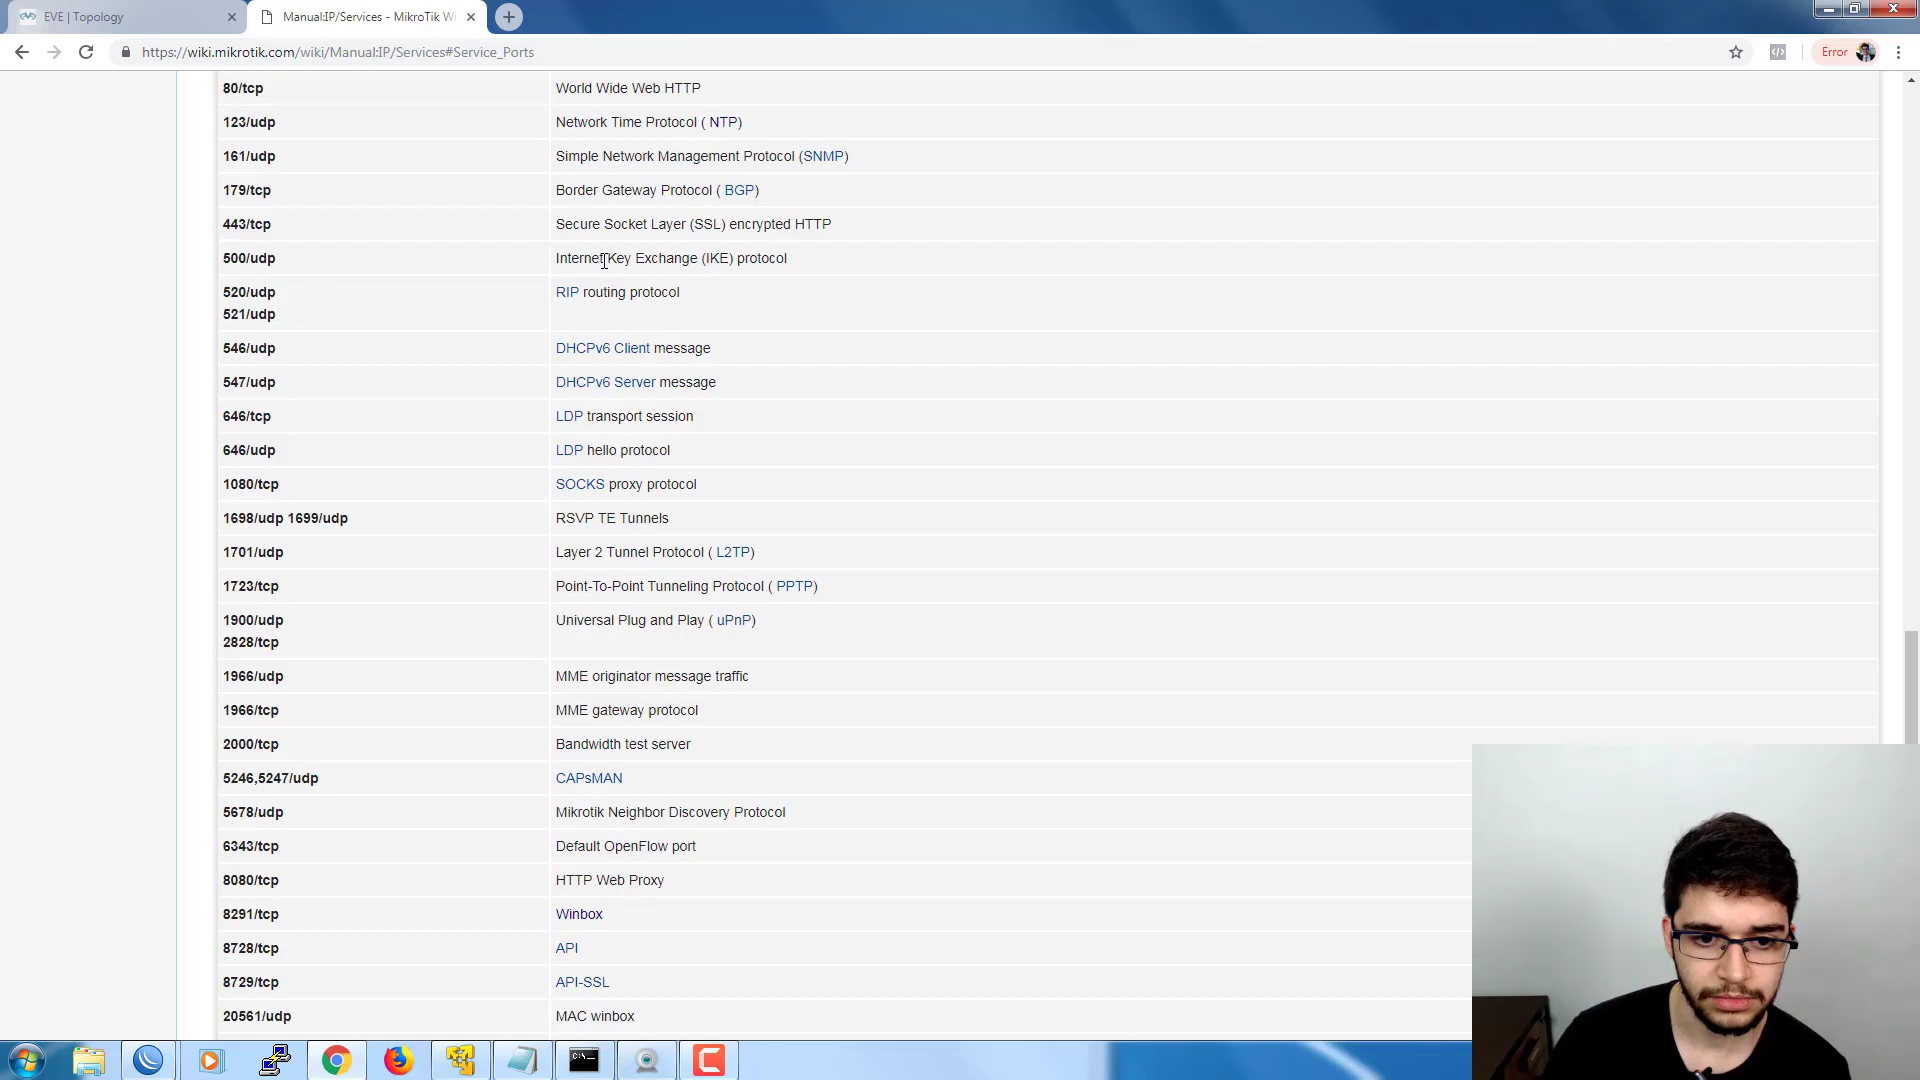 EVE | Topology
Manual:IP/Services - MikroTik Wi
https://wiki.mikrotik.com/wiki/Manual:IP/Services#Service_Ports
Error
80/tcp World Wide Web HTTP
123/udp Network Time Protocol ( NTP)
161/udp Simple Network Management Protocol (SNMP)
179/tcp Border Gateway Protocol ( BGP)
443/tcp Secure Socket Layer (SSL) encrypted HTTP
500/udp Internet Key Exchange (IKE) protocol
520/udp RIP routing protocol
521/udp
546/udp DHCPv6 Client message
547/udp DHCPv6 Server message
646/tcp LDP transport session
646/udp LDP hello protocol
1080/tcp SOCKS proxy protocol
1698/udp 1699/udp RSVP TE Tunnels
1701/udp Layer 2 Tunnel Protocol ( L2TP)
1723/tcp Point-To-Point Tunneling Protocol ( PPTP)
1900/udp Universal Plug and Play ( uPnP)
2828/tcp
1966/udp MME originator message traffic
1966/tcp MME gateway protocol
2000/tcp Bandwidth test server
5246,5247/udp CAPsMAN
5678/udp Mikrotik Neighbor Discovery Protocol
6343/tcp Default OpenFlow port
8080/tcp HTTP Web Proxy
8291/tcp Winbox
8728/tcp API
8729/tcp API-SSL
20561/udp MAC winbox